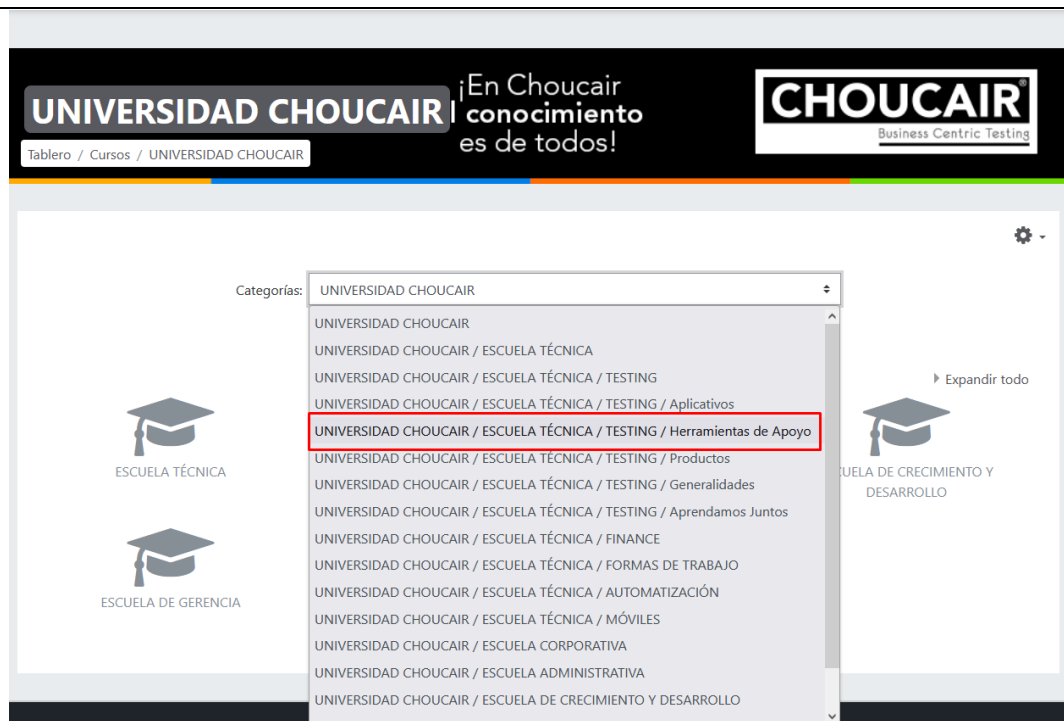 UNIVERSIDAD CHOUCAIR
¡En Choucair
conocimiento
es de todos!
CHOUCAIR®
Business Centric Testing
Tablero / Cursos / UNIVERSIDAD CHOUCAIR
Categorías:
UNIVERSIDAD CHOUCAIR
UNIVERSIDAD CHOUCAIR
UNIVERSIDAD CHOUCAIR / ESCUELA TÉCNICA
UNIVERSIDAD CHOUCAIR / ESCUELA TÉCNICA / TESTING
UNIVERSIDAD CHOUCAIR / ESCUELA TÉCNICA / TESTING / Aplicativos
UNIVERSIDAD CHOUCAIR / ESCUELA TÉCNICA / TESTING / Herramientas de Apoyo
UNIVERSIDAD CHOUCAIR / ESCUELA TÉCNICA / TESTING / Productos
UNIVERSIDAD CHOUCAIR / ESCUELA TÉCNICA / TESTING / Generalidades
UNIVERSIDAD CHOUCAIR / ESCUELA TÉCNICA / TESTING / Aprendamos Juntos
UNIVERSIDAD CHOUCAIR / ESCUELA TÉCNICA / FINANCE
UNIVERSIDAD CHOUCAIR / ESCUELA TÉCNICA / FORMAS DE TRABAJO
UNIVERSIDAD CHOUCAIR / ESCUELA TÉCNICA / AUTOMATIZACIÓN
UNIVERSIDAD CHOUCAIR / ESCUELA TÉCNICA / MÓVILES
UNIVERSIDAD CHOUCAIR / ESCUELA CORPORATIVA
UNIVERSIDAD CHOUCAIR / ESCUELA ADMINISTRATIVA
UNIVERSIDAD CHOUCAIR / ESCUELA DE CRECIMIENTO Y DESARROLLO
Expandir todo
ESCUELA TÉCNICA
DE CRECIMIENTO Y
DESARROLLO
ESCUELA DE GERENCIA